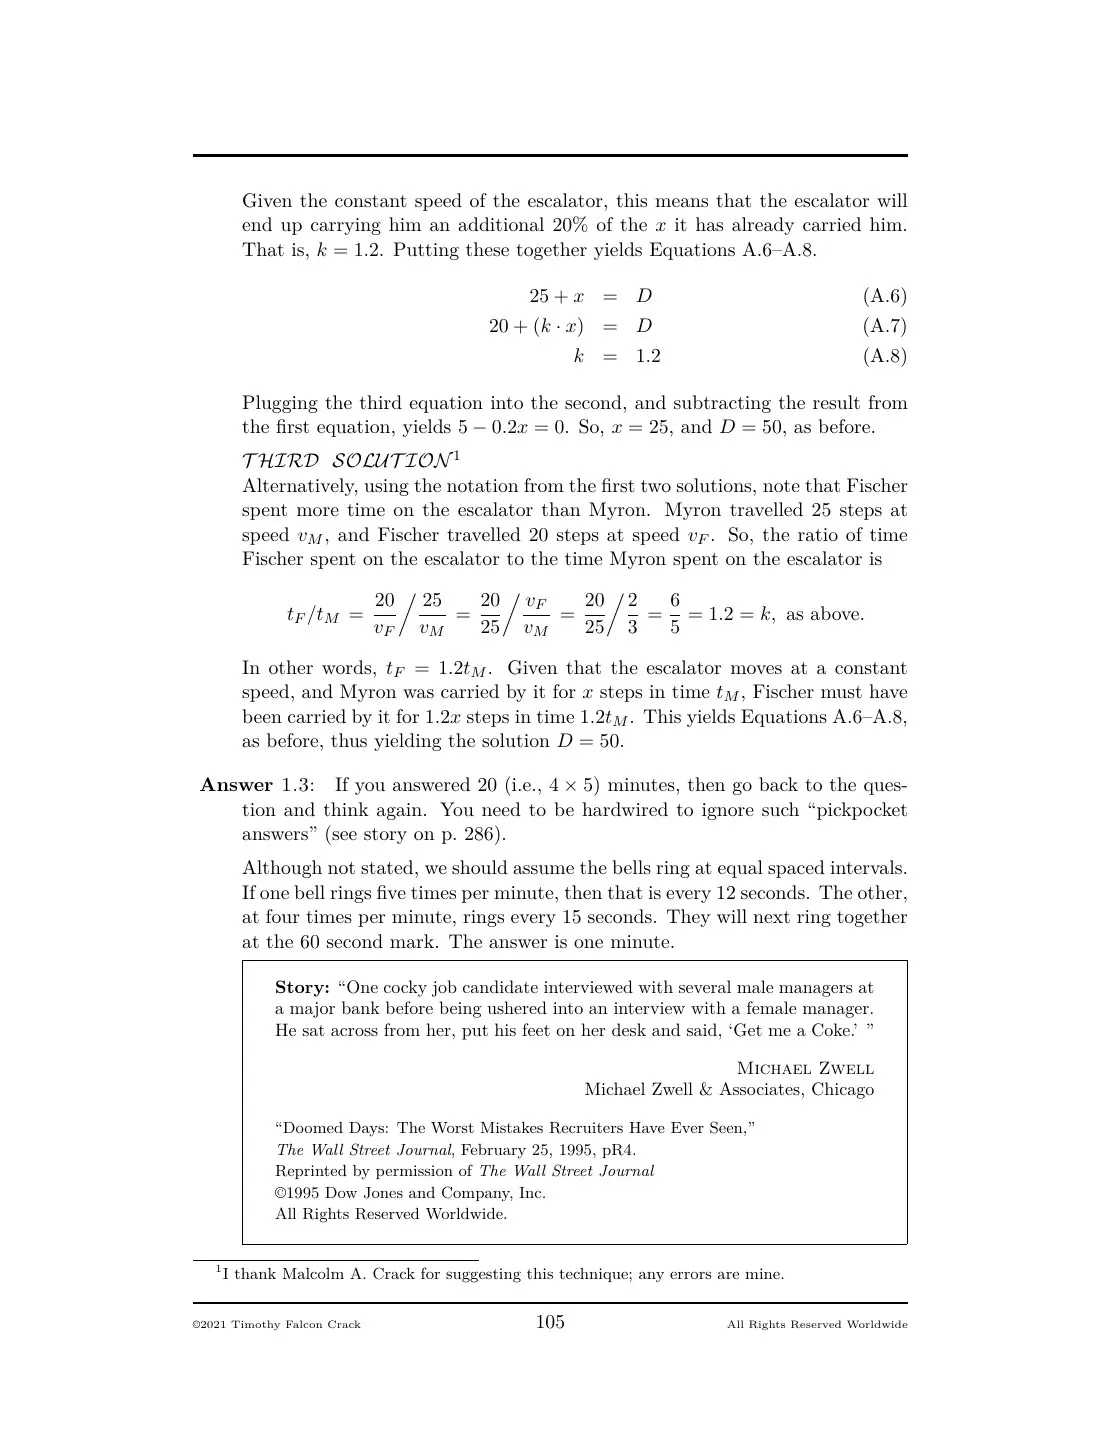 Given the constant speed of the escalator, this means that the escalator will
end up carrying him an additional 20% of the x it has already carried him.
That is, k = 1.2. Putting these together yields Equations A.6–A.8.
25 + x = D (A.6)
20 + (k · x) = D (A.7)
k = 1.2 (A.8)
Plugging the third equation into the second, and subtracting the result from
the first equation, yields 5 − 0.2x = 0. So, x = 25, and D = 50, as before.
THIRD SOLUTION¹
Alternatively, using the notation from the first two solutions, note that Fischer
spent more time on the escalator than Myron. Myron travelled 25 steps at
speed v_M, and Fischer travelled 20 steps at speed v_F. So, the ratio of time
Fischer spent on the escalator to the time Myron spent on the escalator is
t_F/t_M = 20/v_F / 25/v_M = 20/25 / v_F/v_M = 20/25 / 2/3 = 6/5 = 1.2 = k, as above.
In other words, t_F = 1.2t_M. Given that the escalator moves at a constant
speed, and Myron was carried by it for x steps in time t_M, Fischer must have
been carried by it for 1.2x steps in time 1.2t_M. This yields Equations A.6–A.8,
as before, thus yielding the solution D = 50.
Answer 1.3: If you answered 20 (i.e., 4 × 5) minutes, then go back to the ques-
tion and think again. You need to be hardwired to ignore such “pickpocket
answers” (see story on p. 286).
Although not stated, we should assume the bells ring at equal spaced intervals.
If one bell rings five times per minute, then that is every 12 seconds. The other,
at four times per minute, rings every 15 seconds. They will next ring together
at the 60 second mark. The answer is one minute.
Story: “One cocky job candidate interviewed with several male managers at
a major bank before being ushered into an interview with a female manager.
He sat across from her, put his feet on her desk and said, ‘Get me a Coke.’ ”
Michael Zwell
Michael Zwell & Associates, Chicago
“Doomed Days: The Worst Mistakes Recruiters Have Ever Seen,”
The Wall Street Journal, February 25, 1995, pR4.
Reprinted by permission of The Wall Street Journal
©1995 Dow Jones and Company, Inc.
All Rights Reserved Worldwide.
¹I thank Malcolm A. Crack for suggesting this technique; any errors are mine.
©2021 Timothy Falcon Crack 105 All Rights Reserved Worldwide